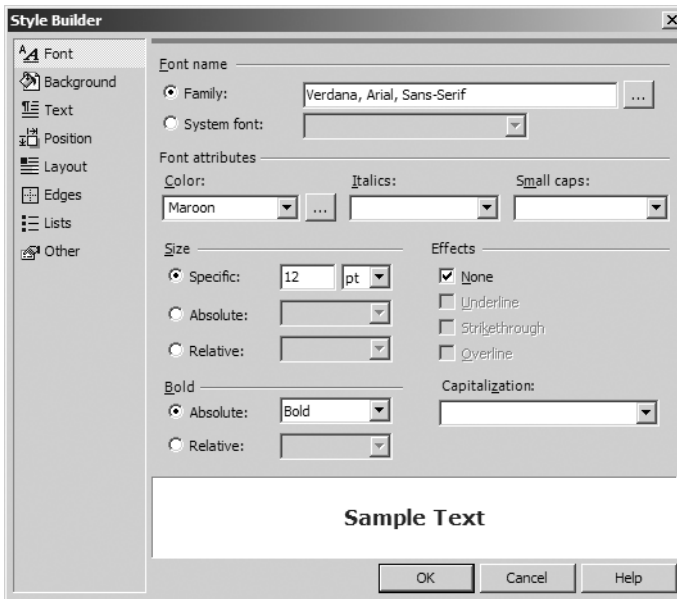 Style Builder
Font
Background
Text
Position
Layout
Edges
Lists
Other
Font name
Family: Verdana, Arial, Sans-Serif ...
System font:
Font attributes
Color: Italics: Small caps:
Maroon ...
Size Effects
Specific: 12 pt None
Underline
Absolute:
Strikethrough
Relative: Overline
Bold Capitalization:
Absolute: Bold
Relative:
Sample Text
OK Cancel Help